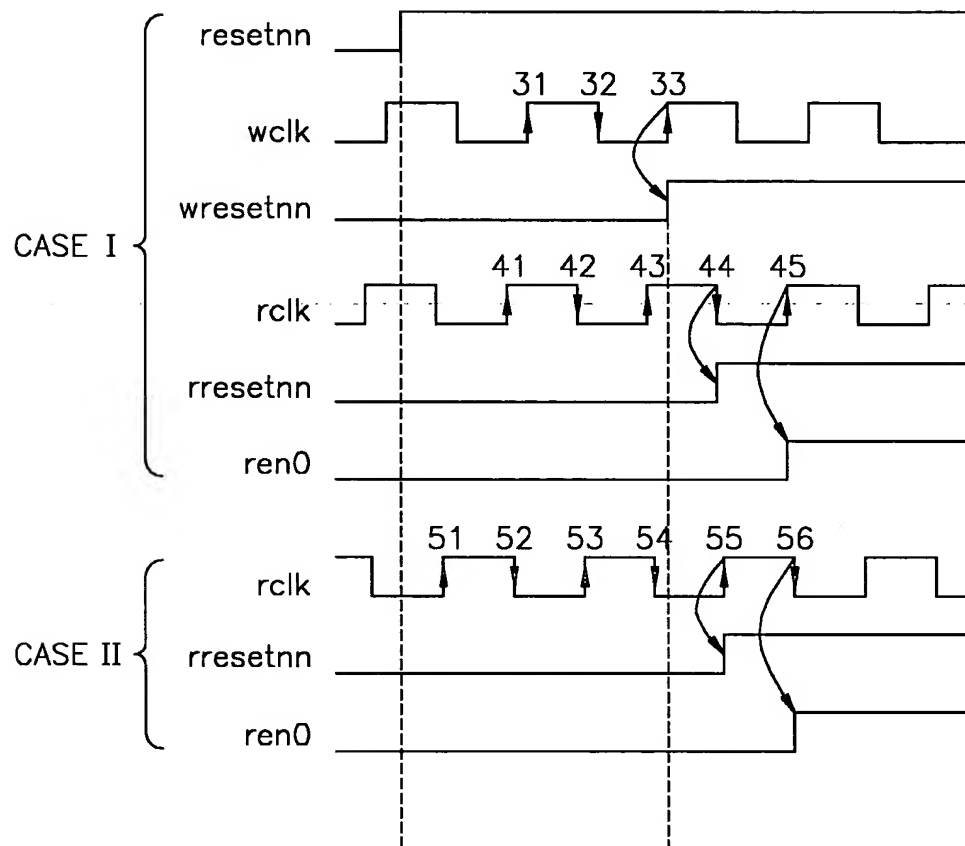 resetnn
31 32 33
wclk
wresetnn
CASE I
41 42 43 44 45
rclk
rresetnn
ren0
51 52 53 54 55 56
rclk
CASE II
rresetnn
ren0